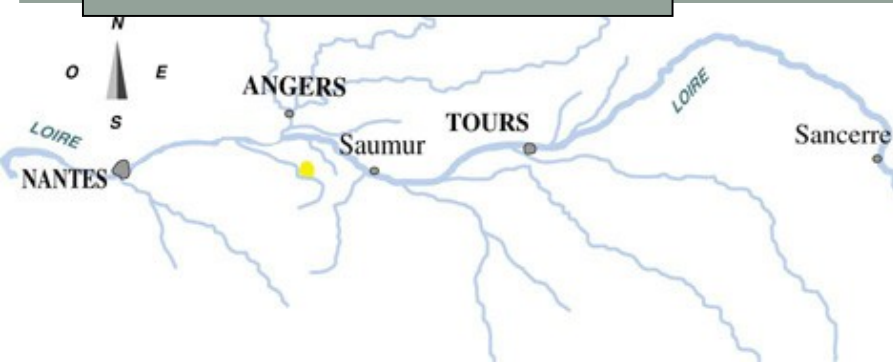 N
O
E
S
LOIRE
NANTES
ANGERS
Saumur
TOURS
LOIRE
Sancerre